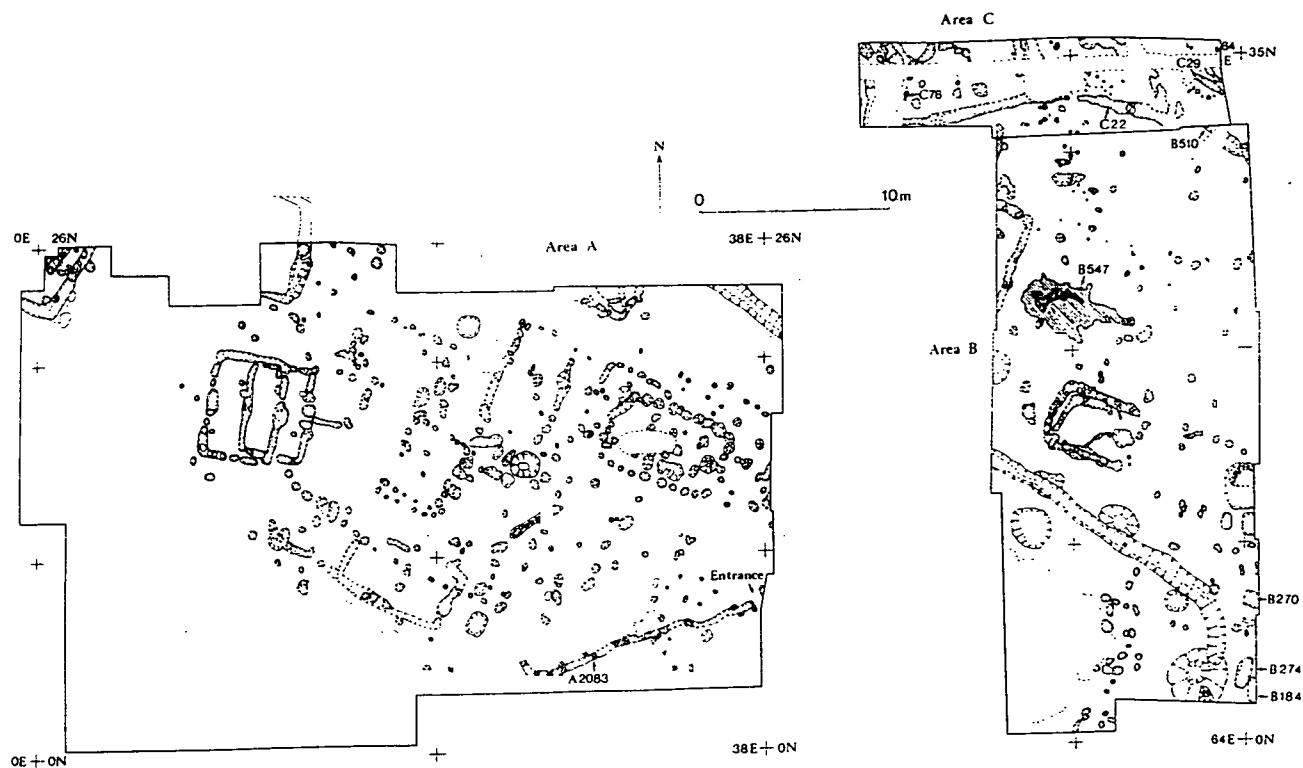 Area C
64
E
35N
C29
C78
C22
B510
N
0
10m
0E 26N
Area A
38E 26N
B547
Area B
Entrance
B270
A2083
B274
B184
0E 0N
38E 0N
64E 0N